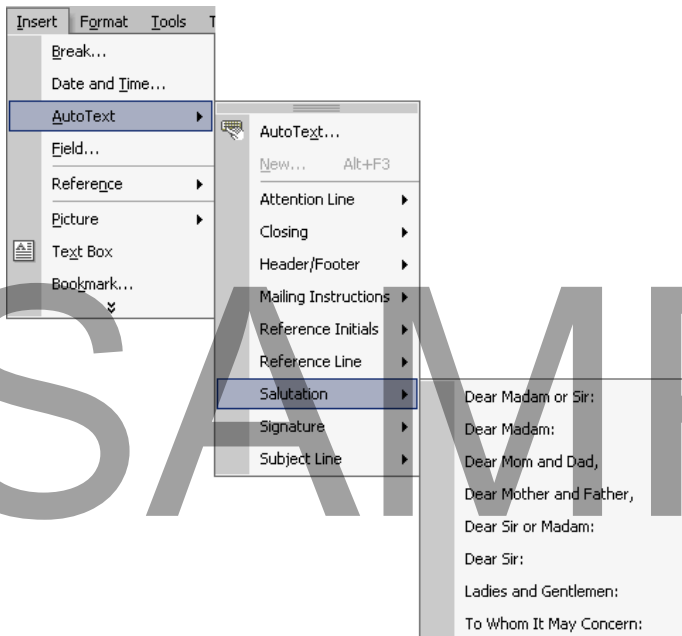 Insert Format Tools T
Break...
Date and Time...
AutoText
Field...
Reference
Picture
Text Box
Bookmark...
AutoText...
New... Alt+F3
Attention Line
Closing
Header/Footer
Mailing Instructions
Reference Initials
Reference Line
Salutation
Signature
Subject Line
Dear Madam or Sir:
Dear Madam:
Dear Mom and Dad,
Dear Mother and Father,
Dear Sir or Madam:
Dear Sir:
Ladies and Gentlemen:
To Whom It May Concern:
SAMP